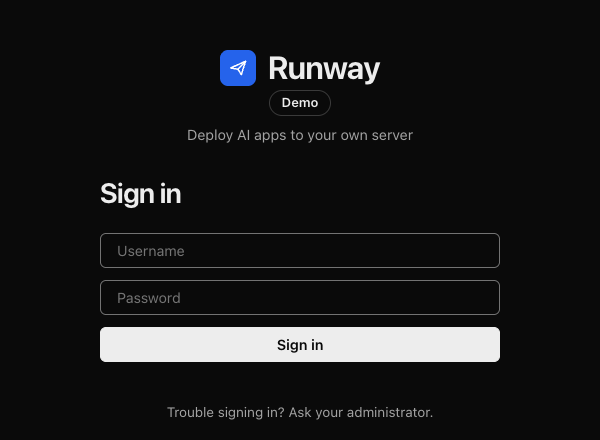 Runway
Demo
Deploy AI apps to your own server
Sign in
Username
Password
Sign in
Trouble signing in? Ask your administrator.